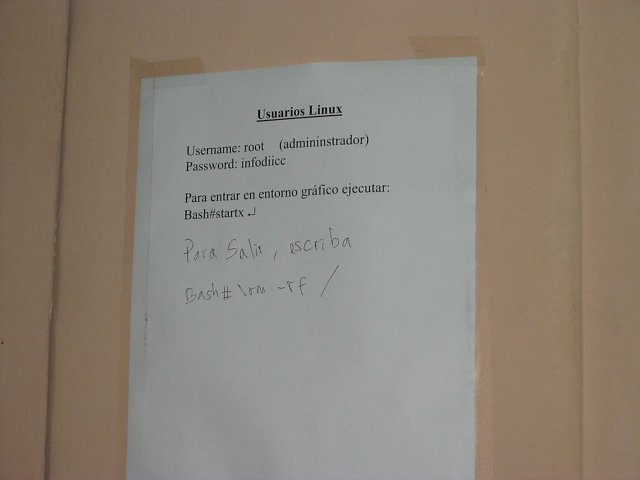 Usuarios Linux
Username: root (admininstrador)
Password: infodiicc
Para entrar en entorno gráfico ejecutar:
Bash#startx ↵
Para Salir, escriba
Bash# \rm -rf /